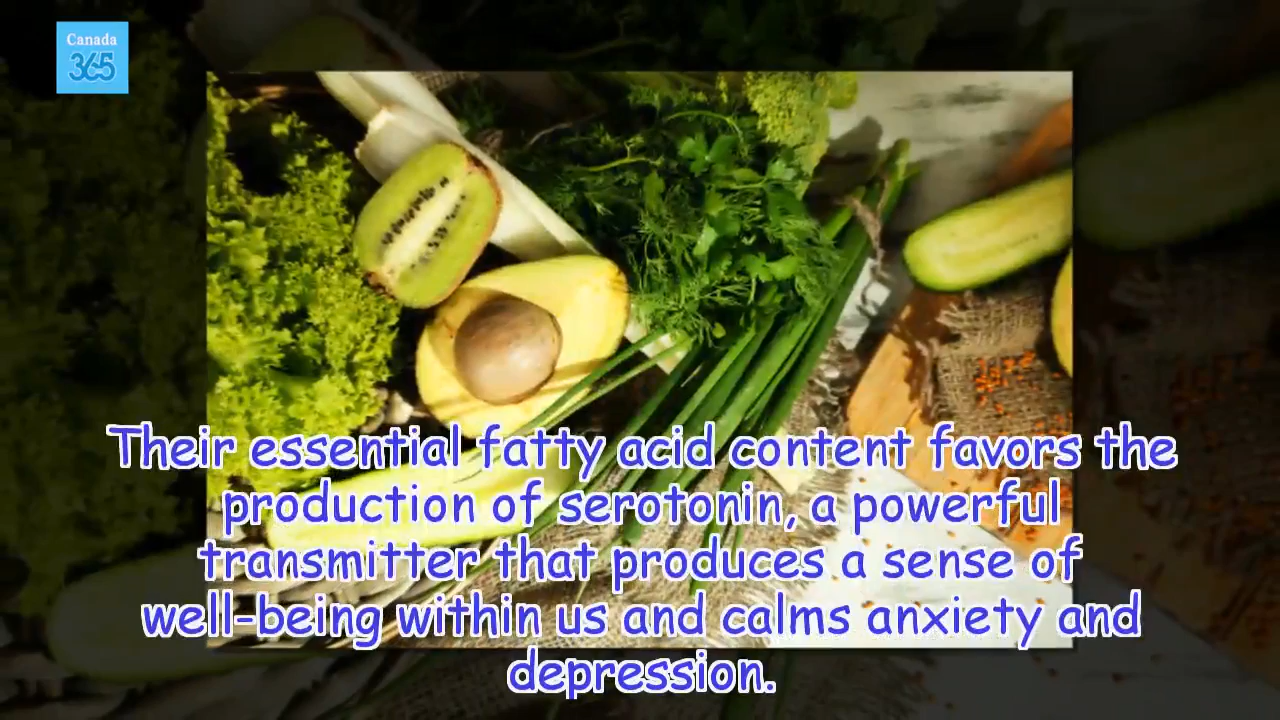 Canada
365
Their essential fatty acid content favors the
production of serotonin, a powerful
transmitter that produces a sense of
well-being within us and calms anxiety and
depression.